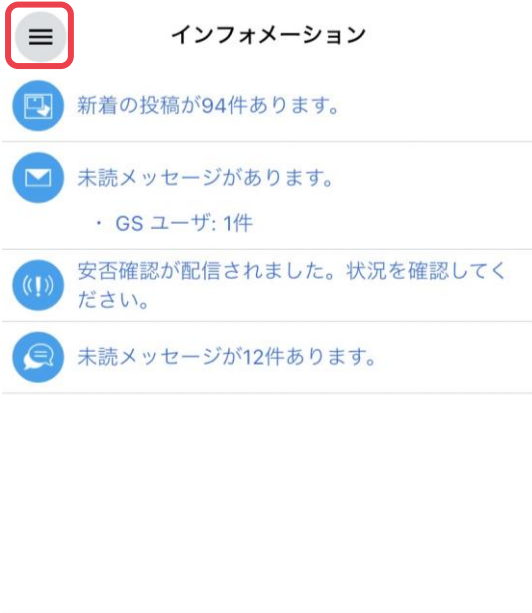 インフォメーション
新着の投稿が94件あります。
未読メッセージがあります。
・ GS ユーザ: 1件
安否確認が配信されました。状況を確認してく
ださい。
未読メッセージが12件あります。